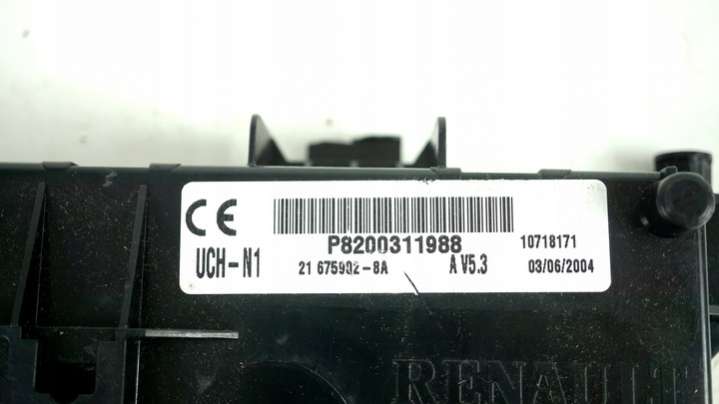 CE
P8200311988
10718171
UCH-N1
21 675902-8A
A V5.3
03/06/2004
RENAULT